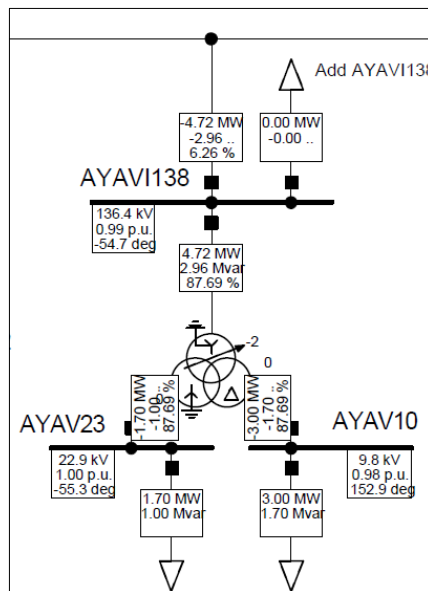 Add AYAVI138
-4.72 MW
-2.96 ..
6.26 %
0.00 MW
-0.00 ..
AYAVI138
136.4 kV
0.99 p.u.
-54.7 deg
4.72 MW
2.96 Mvar
87.69 %
-2
0
-1.70 MW
-1.00 ..
87.69 %
-3.00 MW
-1.70 ..
87.69 %
AYAV23
AYAV10
22.9 kV
1.00 p.u.
-55.3 deg
9.8 kV
0.98 p.u.
152.9 deg
1.70 MW
1.00 Mvar
3.00 MW
1.70 Mvar